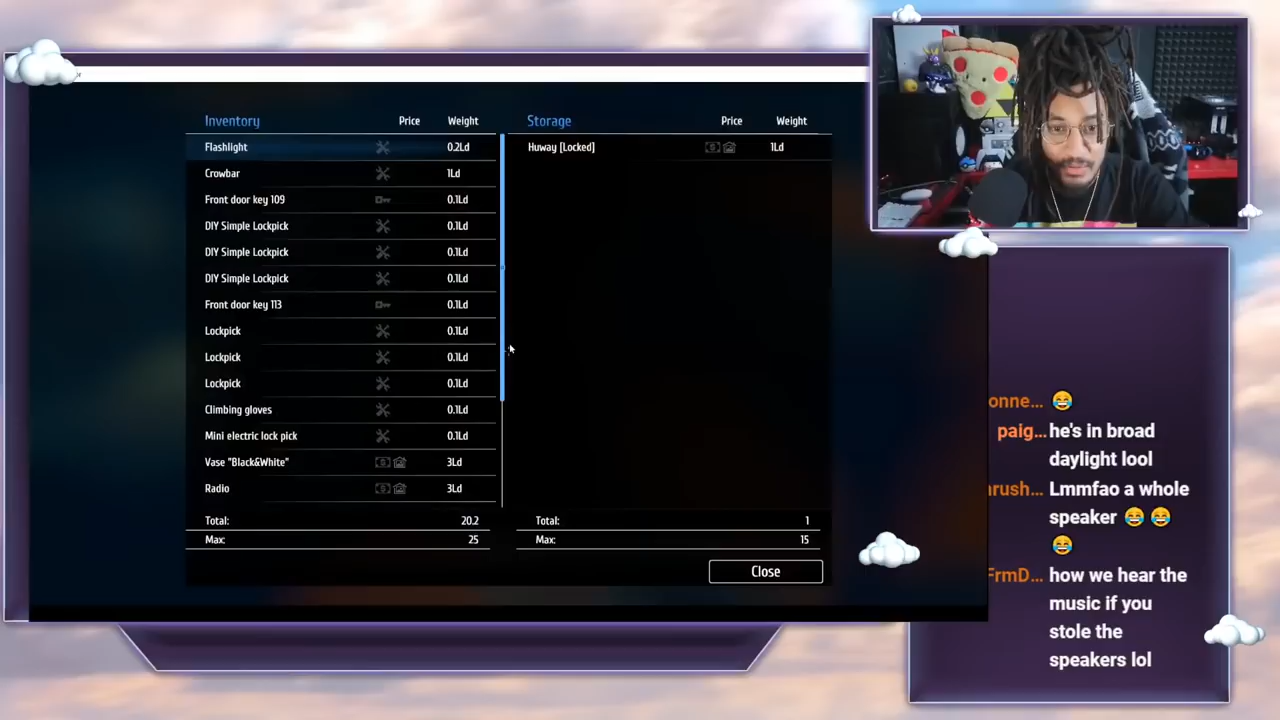 Inventory Price Weight
Flashlight 0.2Ld
Crowbar 1Ld
Front door key 109 0.1Ld
DIY Simple Lockpick 0.1Ld
DIY Simple Lockpick 0.1Ld
DIY Simple Lockpick 0.1Ld
Front door key 113 0.1Ld
Lockpick 0.1Ld
Lockpick 0.1Ld
Lockpick 0.1Ld
Climbing gloves 0.1Ld
Mini electric lock pick 0.1Ld
Vase "Black&White" 3Ld
Radio 3Ld
Total: 20.2
Max: 25
Storage Price Weight
Huway [Locked] 1Ld
Total: 1
Max: 15
Close
onne... 😂
paig... he's in broad
daylight lool
rush... Lmmfao a whole
speaker 😂 😂
😂
FrmD... how we hear the
music if you
stole the
speakers lol